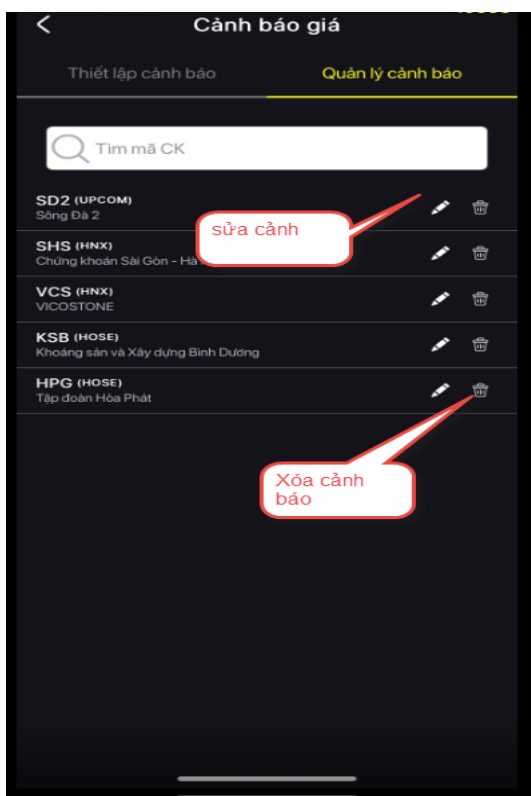 Cảnh báo giá
Thiết lập cảnh báo
Quản lý cảnh báo
Tìm mã CK
SD2 (UPCOM)
Sông Đà 2
sửa cảnh
SHS (HNX)
Chứng khoán Sài Gòn - Hà
VCS (HNX)
VICOSTONE
KSB (HOSE)
Khoáng sản và Xây dựng Bình Dương
HPG (HOSE)
Tập đoàn Hòa Phát
Xóa cảnh
báo